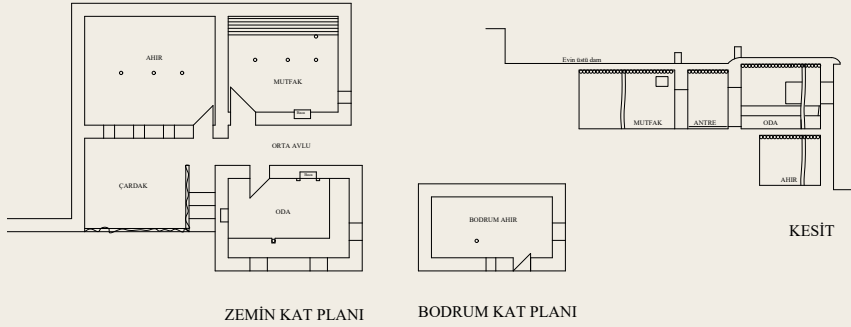 AHIR
MUTFAK
ORTA AVLU
ÇARDAK
ODA
ZEMİN KAT PLANI
BODRUM AHIR
BODRUM KAT PLANI
Evin üstü dam
MUTFAK
ANTRE
ODA
AHIR
KESİT